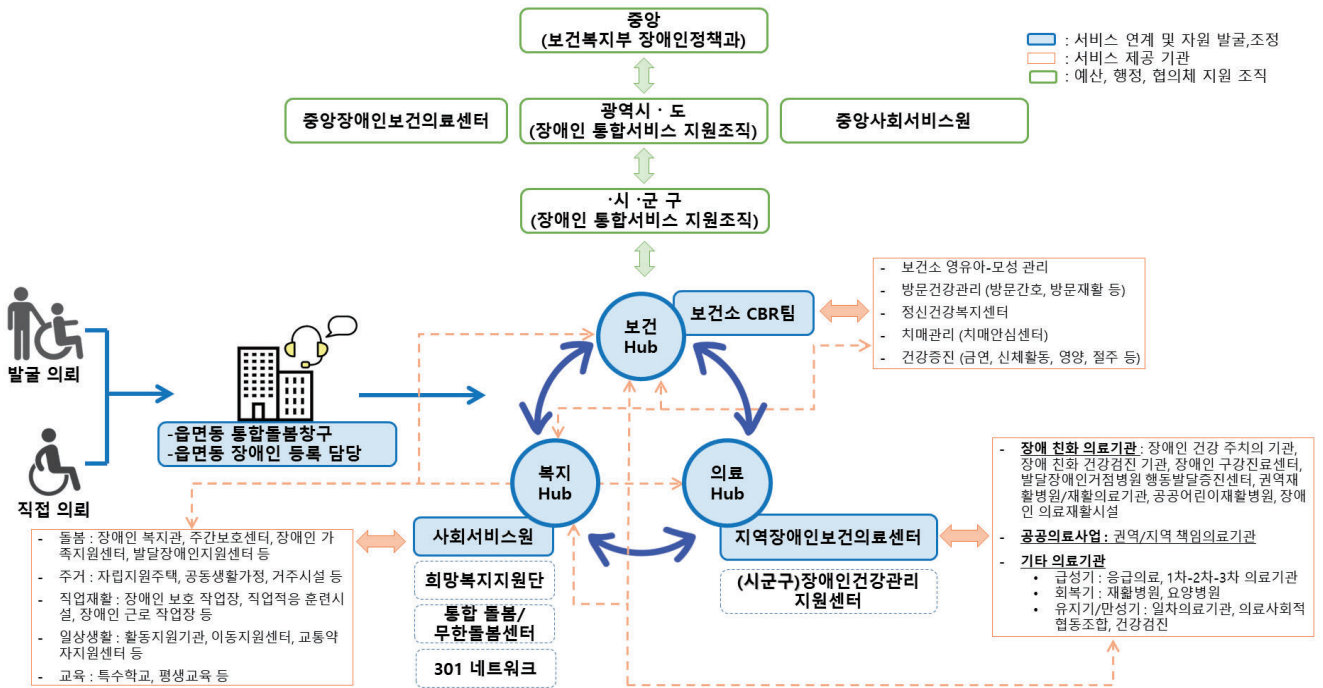 중앙
(보건복지부 장애인정책과)
: 서비스 연계 및 자원 발굴,조정
: 서비스 제공 기관
: 예산, 행정, 협의체 지원 조직
중앙장애인보건의료센터
광역시 · 도
(장애인 통합서비스 지원조직)
중앙사회서비스원
·시 ·군 구
(장애인 통합서비스 지원조직)
보건
Hub
보건소 CBR팀
- 보건소 영유아-모성 관리
- 방문건강관리 (방문간호, 방문재활 등)
- 정신건강복지센터
- 치매관리 (치매안심센터)
- 건강증진 (금연, 신체활동, 영양, 절주 등)
발굴 의뢰
직접 의뢰
-읍면동 통합돌봄창구
-읍면동 장애인 등록 담당
복지
Hub
의료
Hub
사회서비스원
희망복지지원단
통합 돌봄/
무한돌봄센터
301 네트워크
지역장애인보건의료센터
(시군구)장애인건강관리
지원센터
- 돌봄 : 장애인 복지관, 주간보호센터, 장애인 가
족지원센터, 발달장애인지원센터 등
- 주거 : 자립지원주택, 공동생활가정, 거주시설 등
- 직업재활 : 장애인 보호 작업장, 직업적응 훈련시
설, 장애인 근로 작업장 등
- 일상생활 : 활동지원기관, 이동지원센터, 교통약
자지원센터 등
- 교육 : 특수학교, 평생교육 등
- 장애 친화 의료기관 : 장애인 건강 주치의 기관,
장애 친화 건강검진 기관, 장애인 구강진료센터,
발달장애인거점병원 행동발달증진센터, 권역재
활병원/재활의료기관, 공공어린이재활병원, 장애
인 의료재활시설
- 공공의료사업 : 권역/지역 책임의료기관
- 기타 의료기관
• 급성기 : 응급의료, 1차-2차-3차 의료기관
• 회복기 : 재활병원, 요양병원
• 유지기/만성기 : 일차의료기관, 의료사회적
협동조합, 건강검진